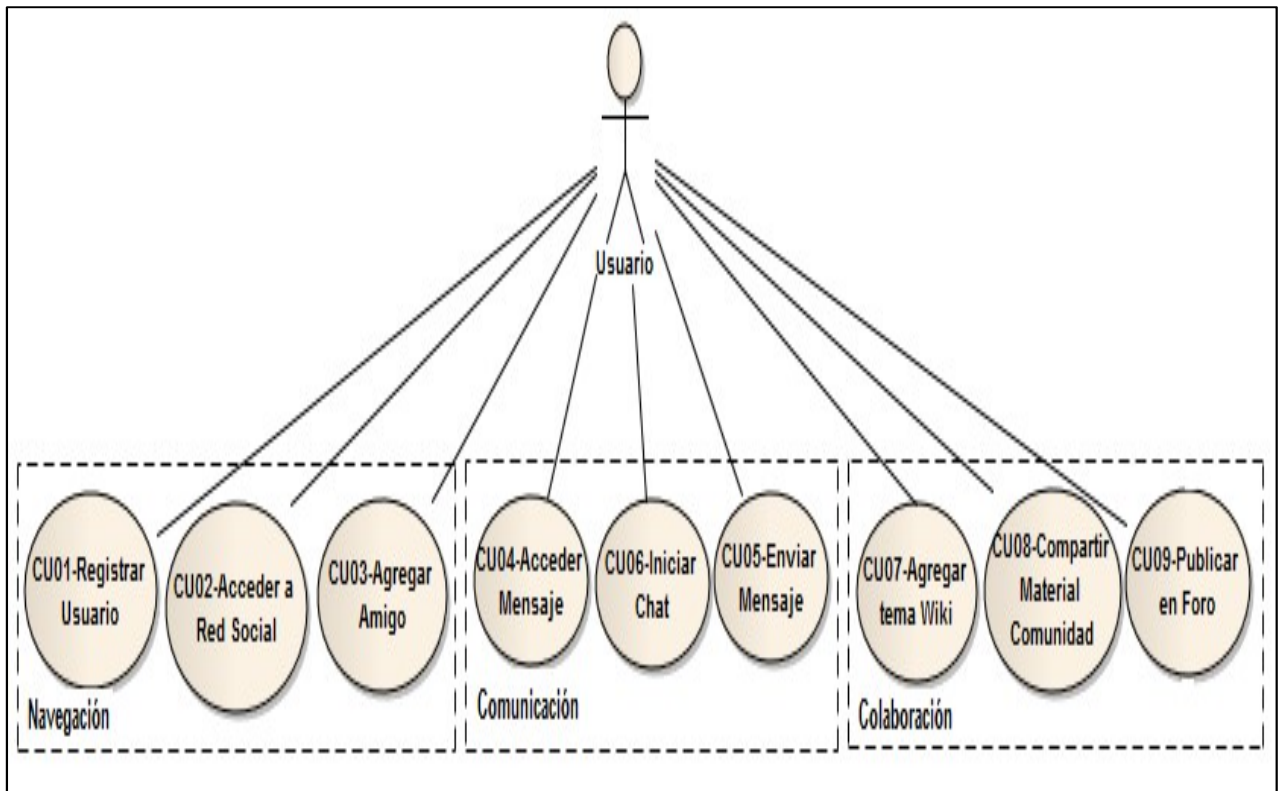 Usuario
CU01-Registrar
Usuario
CU02-Acceder a
Red Social
CU03-Agregar
Amigo
Navegación
CU04-Acceder
Mensaje
CU06-Iniciar
Chat
CU05-Enviar
Mensaje
Comunicación
CU07-Agregar
tema Wiki
CU08-Compartir
Material
Comunidad
CU09-Publicar
en Foro
Colaboración